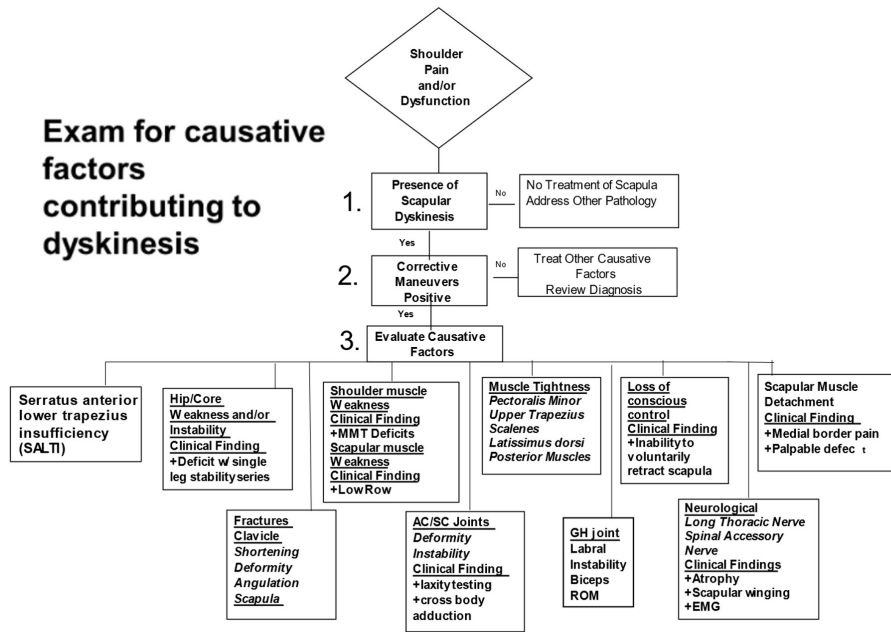 Shoulder
Pain
and/or
Dysfunction
Exam for causative
factors
contributing to
dyskinesis
1.
Presence of
Scapular
Dyskinesis
No
No Treatment of Scapula
Address Other Pathology
Yes
2.
Corrective
Maneuvers
Positive
No
Treat Other Causative
Factors
Review Diagnosis
Yes
3.
Evaluate Causative
Factors
Serratus anterior
lower trapezius
insufficiency
(SALTI)
Hip/Core
Weakness and/or
Instability
Clinical Finding
+Deficit w/ single
leg stability series
Shoulder muscle
Weakness
Clinical Finding
+MMT Deficits
Scapular muscle
Weakness
Clinical Finding
+Low Row
Muscle Tightness
Pectoralis Minor
Upper Trapezius
Scalenes
Latissimus dorsi
Posterior Muscles
Loss of
conscious
control
Clinical Finding
+Inability to
voluntarily
retract scapula
Scapular Muscle
Detachment
Clinical Finding
+Medial border pain
+Palpable defec t
Fractures
Clavicle
Shortening
Deformity
Angulation
Scapula
AC/SC Joints
Deformity
Instability
Clinical Finding
+laxity testing
+cross body
adduction
GH joint
Labral
Instability
Biceps
ROM
Neurological
Long Thoracic Nerve
Spinal Accessory
Nerve
Clinical Findings
+Atrophy
+Scapular winging
+EMG